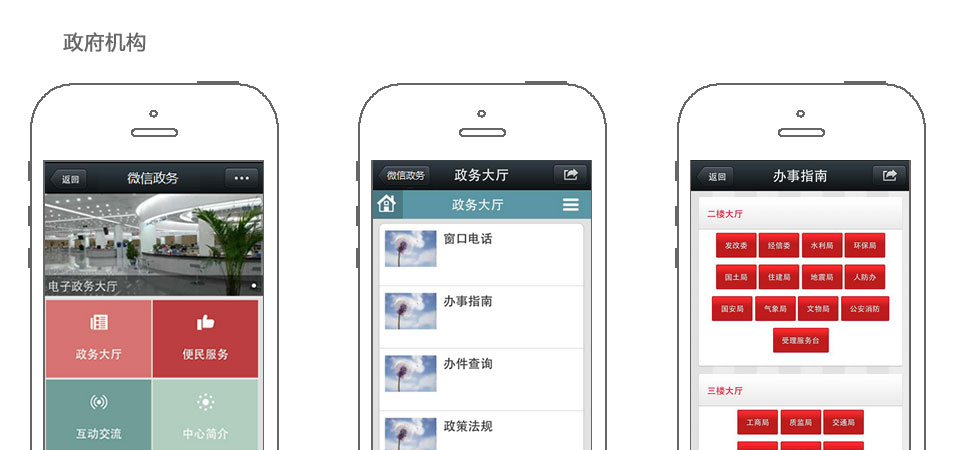 政府机构
返回 微信政务
电子政务大厅
政务大厅 便民服务
互动交流 中心简介
微信政务 政务大厅
政务大厅
窗口电话
办事指南
办件查询
政策法规
返回 办事指南
二楼大厅
发改委 经信委 水利局 环保局
国土局 住建局 地震局 人防办
国安局 气象局 文物局 公安消防
受理服务台
三楼大厅
工商局 质监局 交通局